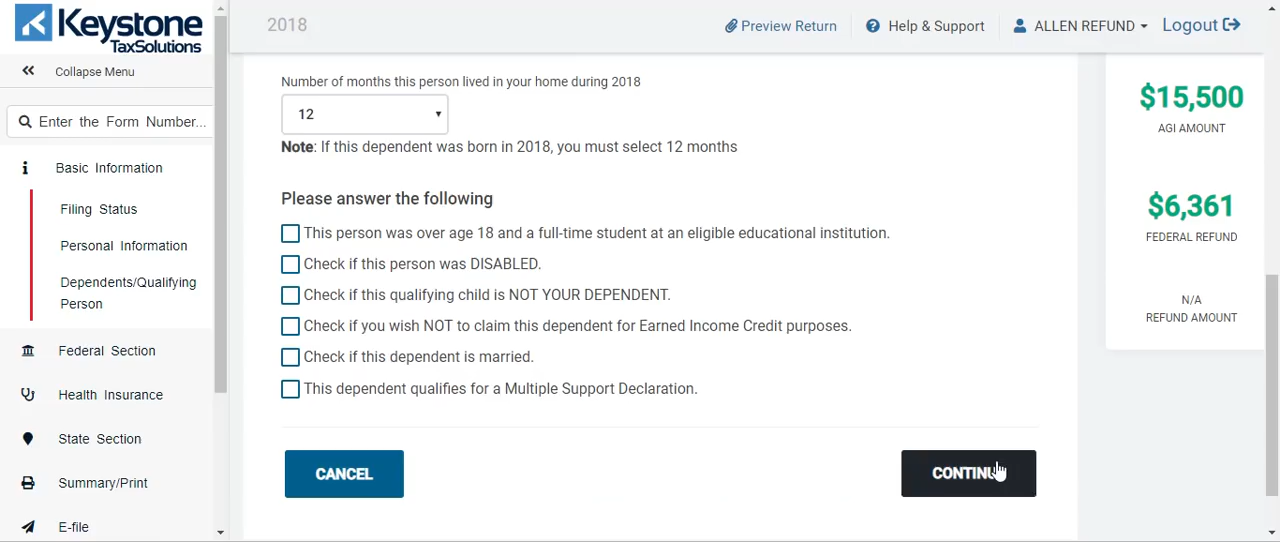 Keystone
TaxSolutions
2018
Preview Return
Help & Support
ALLEN REFUND
Logout
Collapse Menu
Enter the Form Number...
Basic Information
Filing Status
Personal Information
Dependents/Qualifying
Person
Federal Section
Health Insurance
State Section
Summary/Print
E-file
Number of months this person lived in your home during 2018
12
Note: If this dependent was born in 2018, you must select 12 months
Please answer the following
This person was over age 18 and a full-time student at an eligible educational institution.
Check if this person was DISABLED.
Check if this qualifying child is NOT YOUR DEPENDENT.
Check if you wish NOT to claim this dependent for Earned Income Credit purposes.
Check if this dependent is married.
This dependent qualifies for a Multiple Support Declaration.
CANCEL
CONTINUE
$15,500
AGI AMOUNT
$6,361
FEDERAL REFUND
N/A
REFUND AMOUNT